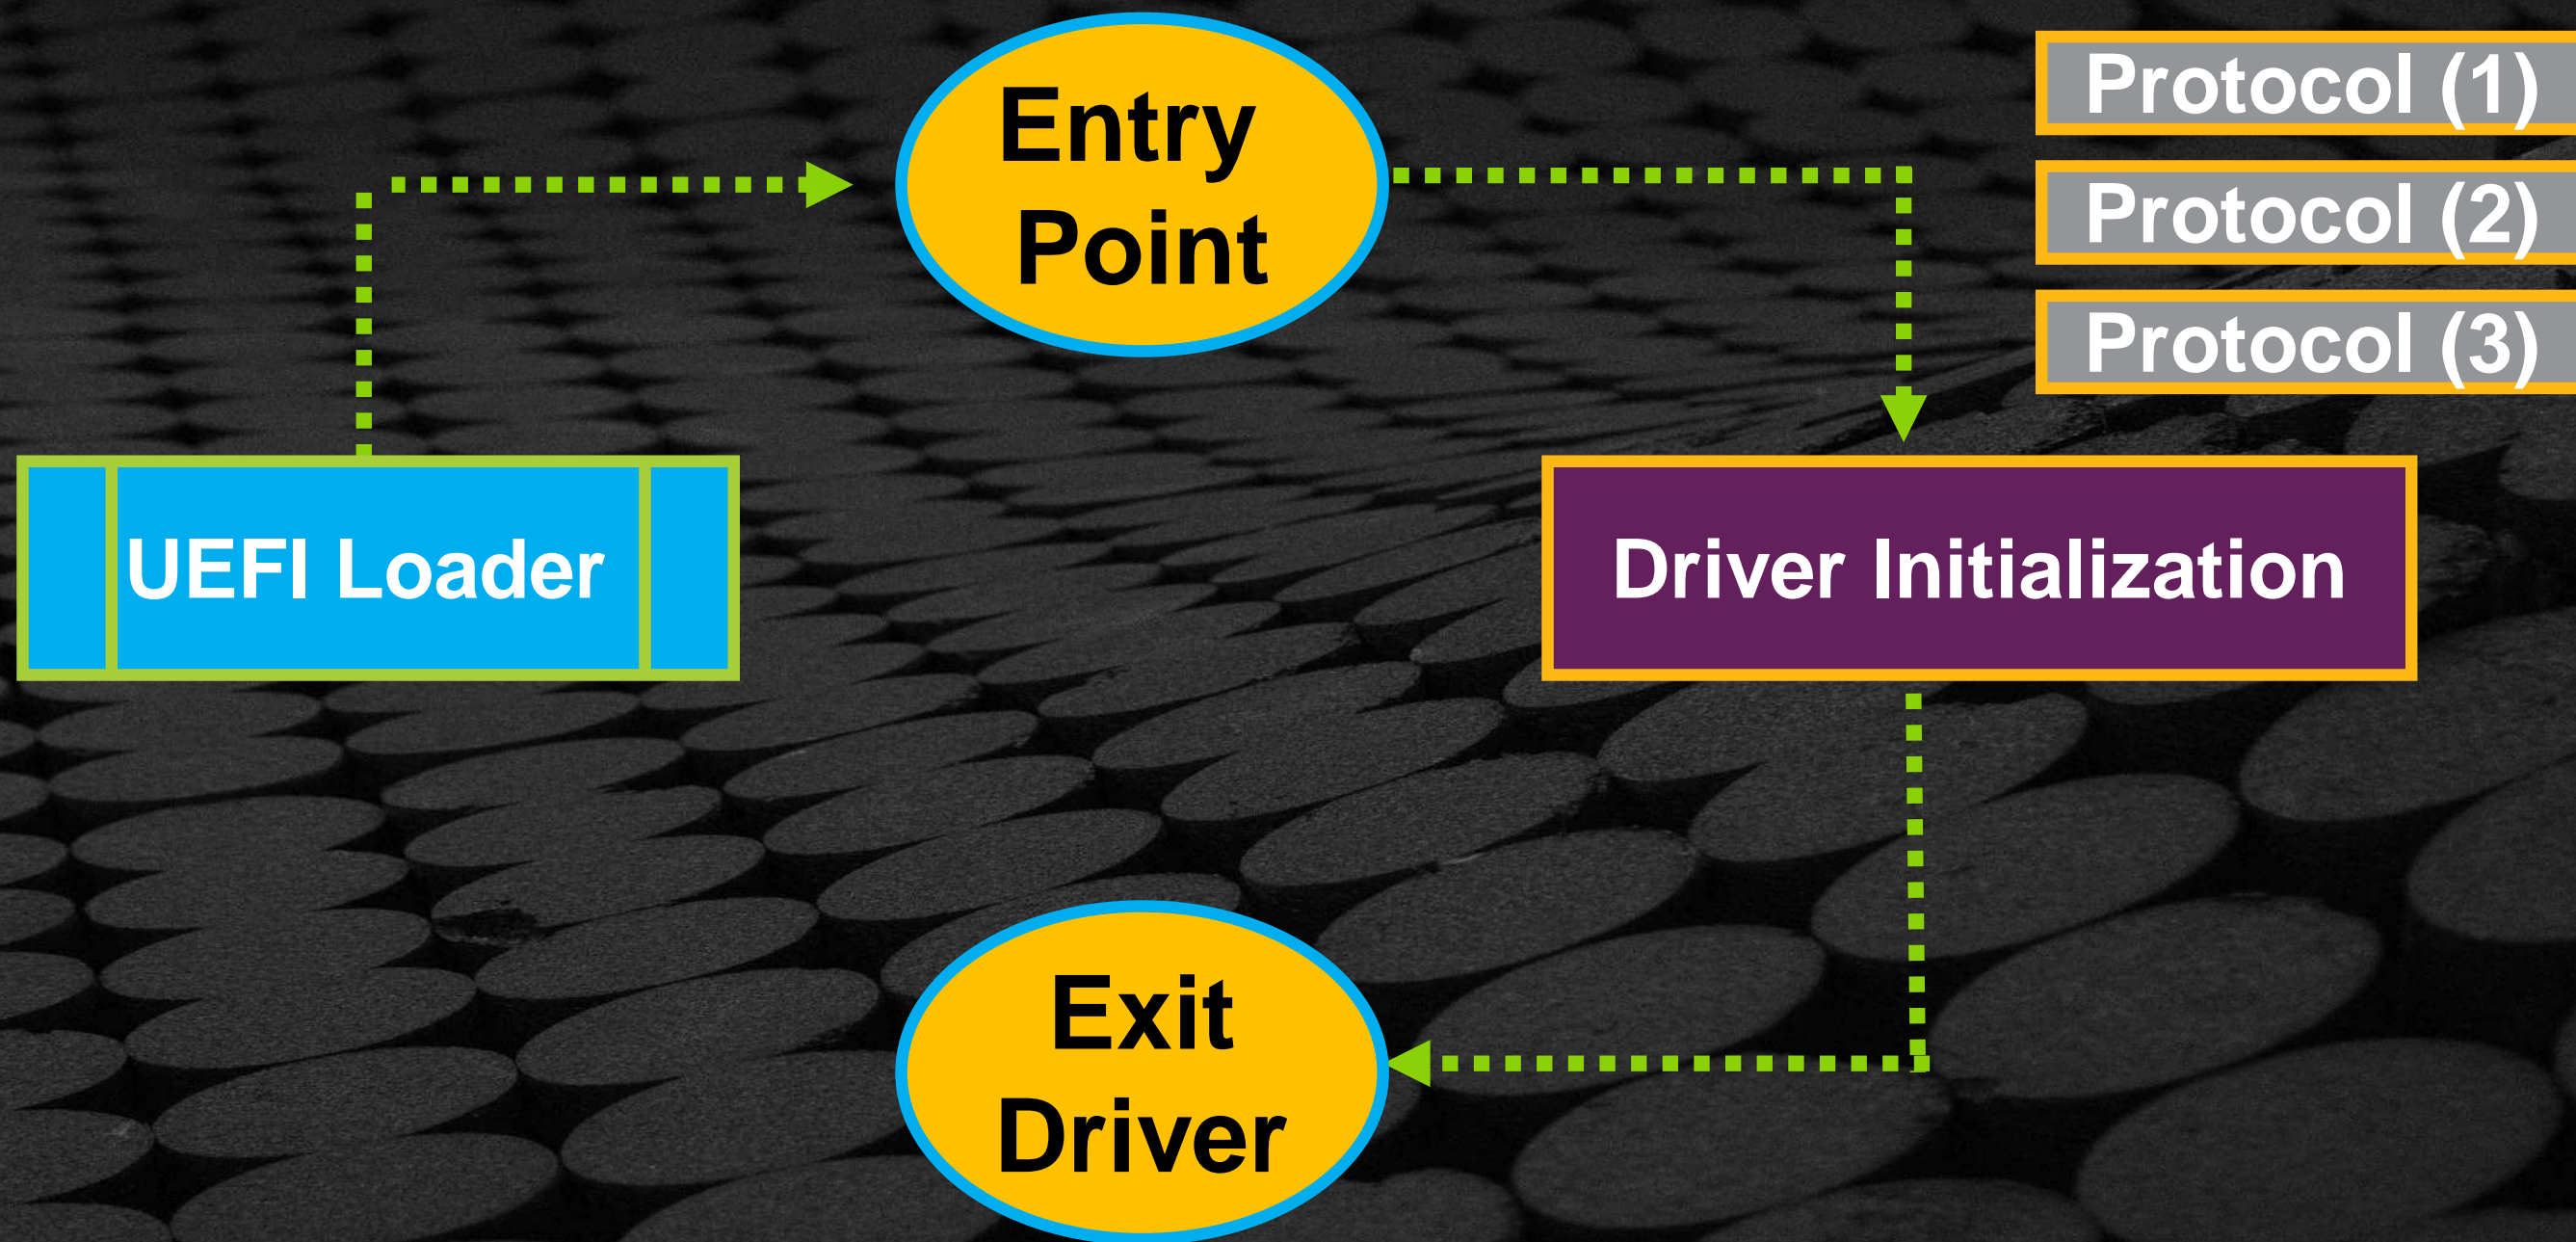 Entry
Point
Protocol (1)
Protocol (2)
Protocol (3)
UEFI Loader
Driver Initialization
Exit
Driver